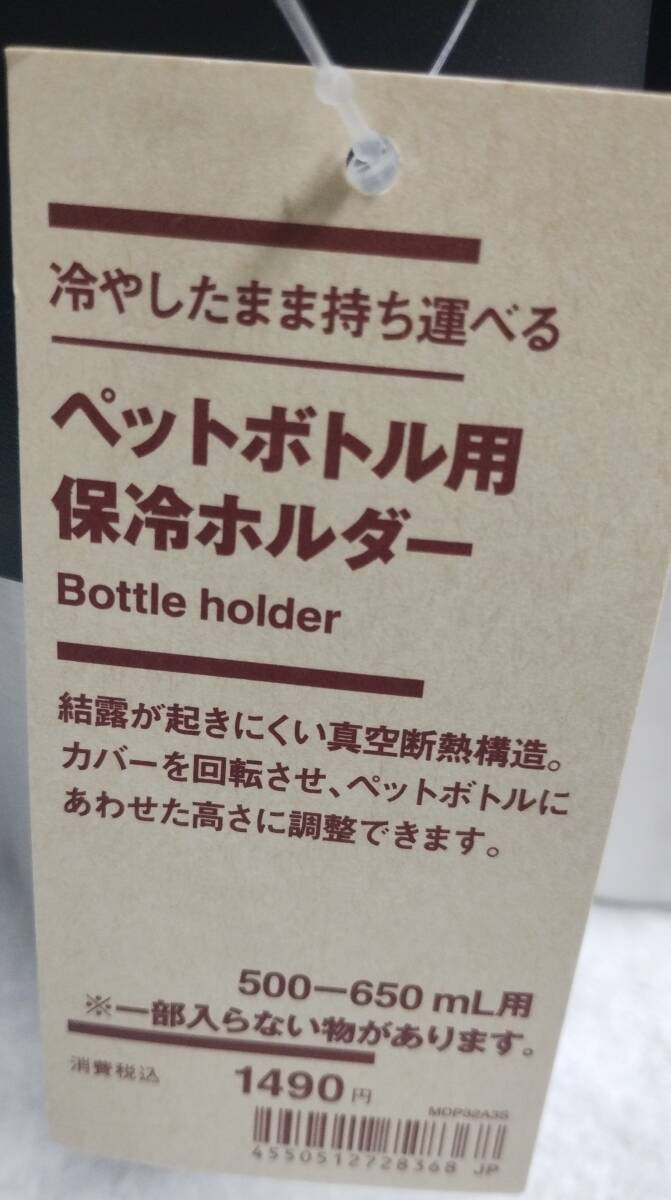 冷やしたまま持ち運べる
ペットボトル用
保冷ホルダー
Bottle holder
結露が起きにくい真空断熱構造。
カバーを回転させ、ペットボトルに
あわせた高さに調整できます。
500－650 mL用
※一部入らない物があります。
消費税込 1490円
MDP32A3S
4550512728368 JP